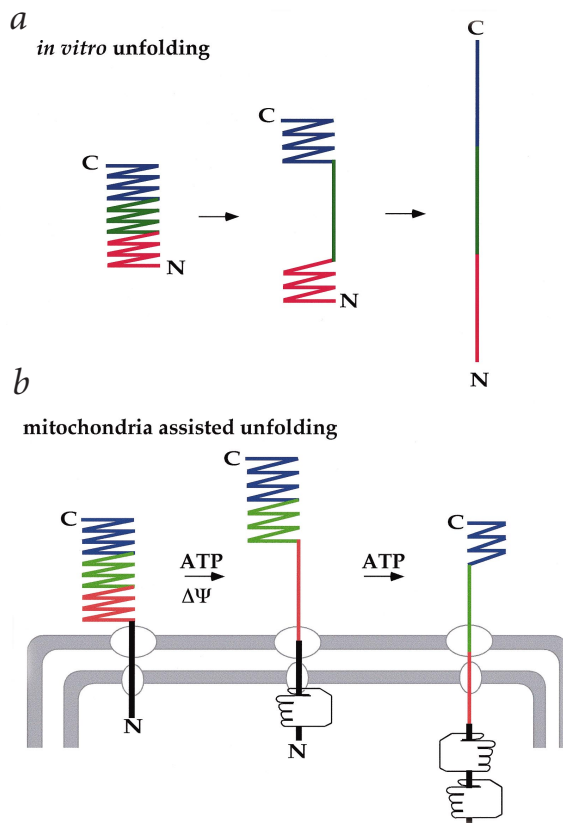 a
in vitro unfolding
C
N
C
N
C
N
b
mitochondria assisted unfolding
C
N
ATP
ΔΨ
C
N
ATP
C